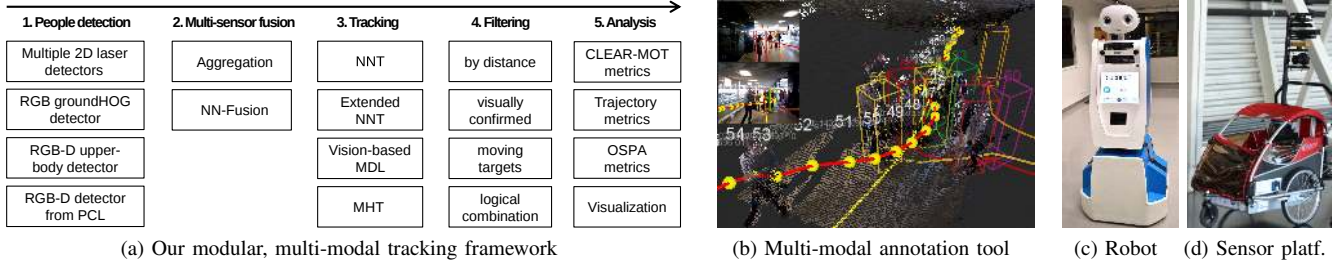 1. People detection 2. Multi-sensor fusion 3. Tracking 4. Filtering 5. Analysis
Multiple 2D laser
detectors
RGB groundHOG
detector
RGB-D upper-
body detector
RGB-D detector
from PCL
Aggregation
NN-Fusion
NNT
Extended
NNT
Vision-based
MDL
MHT
by distance
visually
confirmed
moving
targets
logical
combination
CLEAR-MOT
metrics
Trajectory
metrics
OSPA
metrics
Visualization
54 53 52 51 55 49
60
(a) Our modular, multi-modal tracking framework
(b) Multi-modal annotation tool
(c) Robot
(d) Sensor platf.